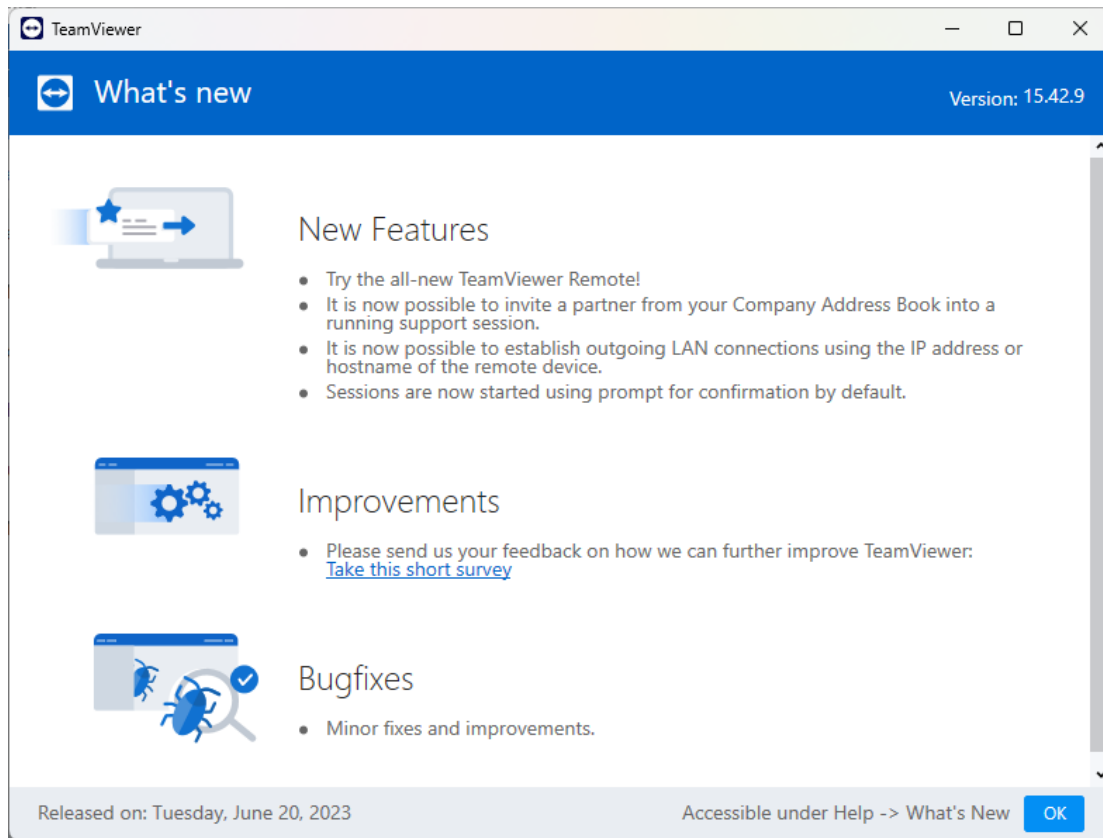 TeamViewer
What's new
Version: 15.42.9
New Features
● Try the all-new TeamViewer Remote!
● It is now possible to invite a partner from your Company Address Book into a
running support session.
● It is now possible to establish outgoing LAN connections using the IP address or
hostname of the remote device.
● Sessions are now started using prompt for confirmation by default.
Improvements
● Please send us your feedback on how we can further improve TeamViewer:
Take this short survey
Bugfixes
● Minor fixes and improvements.
Released on: Tuesday, June 20, 2023
Accessible under Help -> What's New
OK